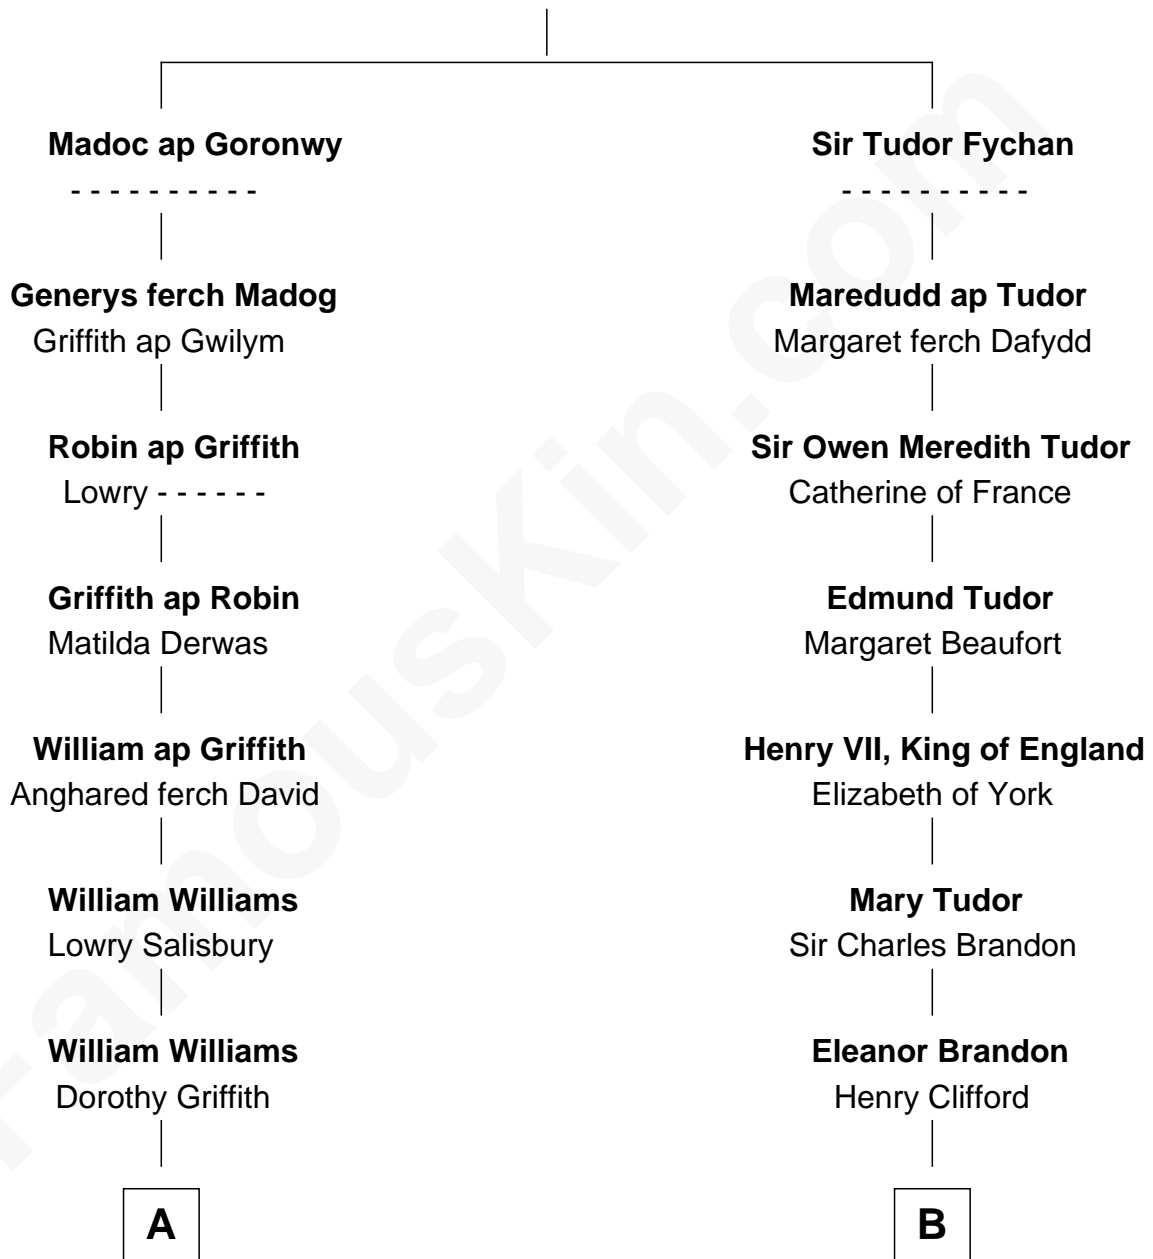 Madoc ap Goronwy
- - - - - - - - - -
Generys ferch Madog
Griffith ap Gwilym
Robin ap Griffith
Lowry - - - - - -
Griffith ap Robin
Matilda Derwas
William ap Griffith
Anghared ferch David
William Williams
Lowry Salisbury
William Williams
Dorothy Griffith
A
Sir Tudor Fychan
- - - - - - - - - -
Maredudd ap Tudor
Margaret ferch Dafydd
Sir Owen Meredith Tudor
Catherine of France
Edmund Tudor
Margaret Beaufort
Henry VII, King of England
Elizabeth of York
Mary Tudor
Sir Charles Brandon
Eleanor Brandon
Henry Clifford
B
FamousKin.com